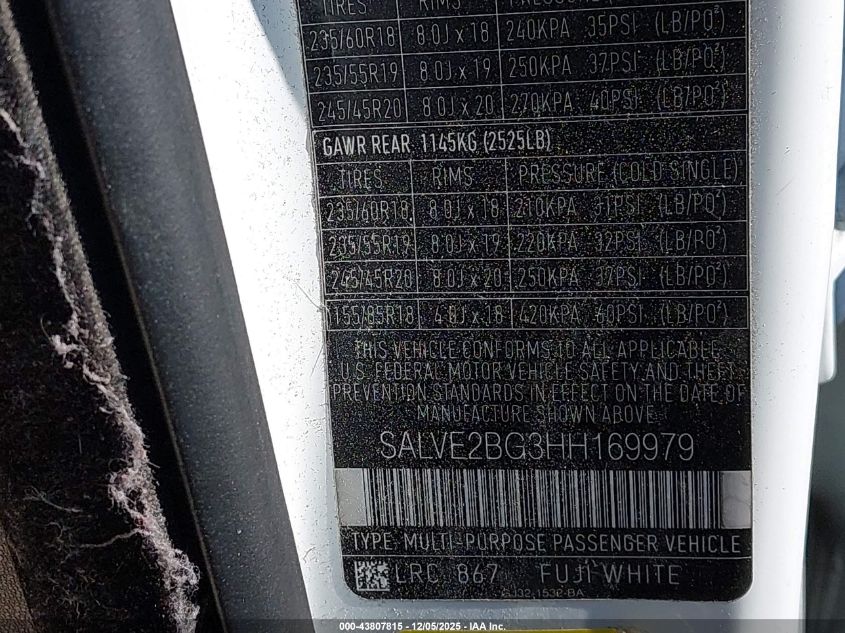 TIRES RIMS
235/60R18 8.0J x 18 240KPA 35PSI (LB/PO²)
235/55R19 8.0J x 19 250KPA 37PSI (LB/PO²)
245/45R20 8.0J x 20 270KPA 40PSI (LB/PO²)
GAWR REAR 1145KG (2525LB)
TIRES RIMS PRESSURE (COLD SINGLE)
235/60R18 8.0J x 18 210KPA 31PSI (LB/PO²)
235/55R19 8.0J x 19 220KPA 32PSI (LB/PO²)
245/45R20 8.0J x 20 250KPA 37PSI (LB/PO²)
155/85R18 4.0J x 18 420KPA 60PSI (LB/PO²)
THIS VEHICLE CONFORMS TO ALL APPLICABLE
U.S. FEDERAL MOTOR VEHICLE SAFETY AND THEFT
PREVENTION STANDARDS IN EFFECT ON THE DATE OF
MANUFACTURE SHOWN ABOVE.
SALVE2BG3HH169979
TYPE: MULTI-PURPOSE PASSENGER VEHICLE
LRC 867 FUJI WHITE
GJ32-1532-BA
000-43807815 - 12/05/2025 - IAA Inc.